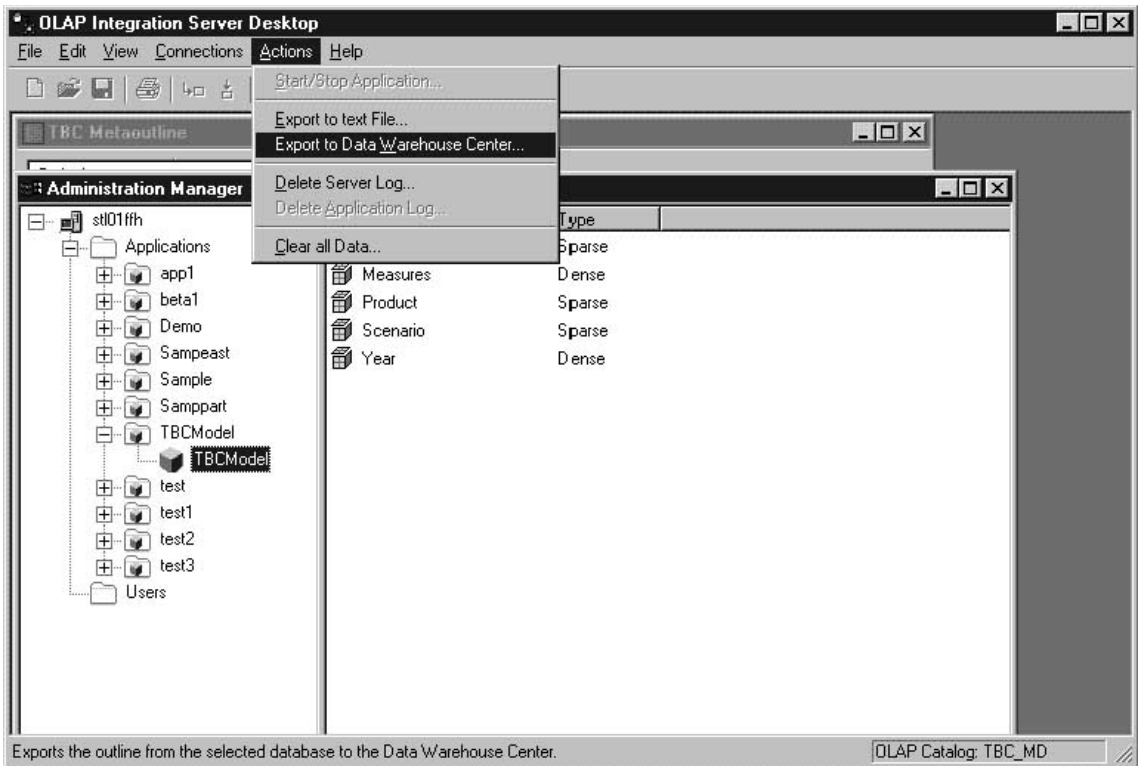 OLAP Integration Server Desktop
File Edit View Connections Actions Help
Start/Stop Application...
Export to text File...
Export to Data Warehouse Center...
Delete Server Log...
Delete Application Log...
Clear all Data...
TBC Metaoutline
Administration Manager
stl01ffh
Applications
app1
beta1
Demo
Sampeast
Sample
Samppart
TBCModel
TBCModel
test
test1
test2
test3
Users
Type
Sparse
Measures Dense
Product Sparse
Scenario Sparse
Year Dense
Exports the outline from the selected database to the Data Warehouse Center. OLAP Catalog: TBC_MD